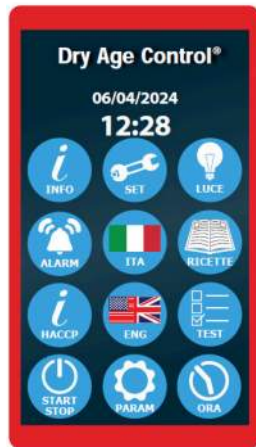 Dry Age Control®
06/04/2024
12:28
INFO SET LUCE
ALARM ITA RICETTE
HACCP ENG TEST
START STOP PARAM ORA